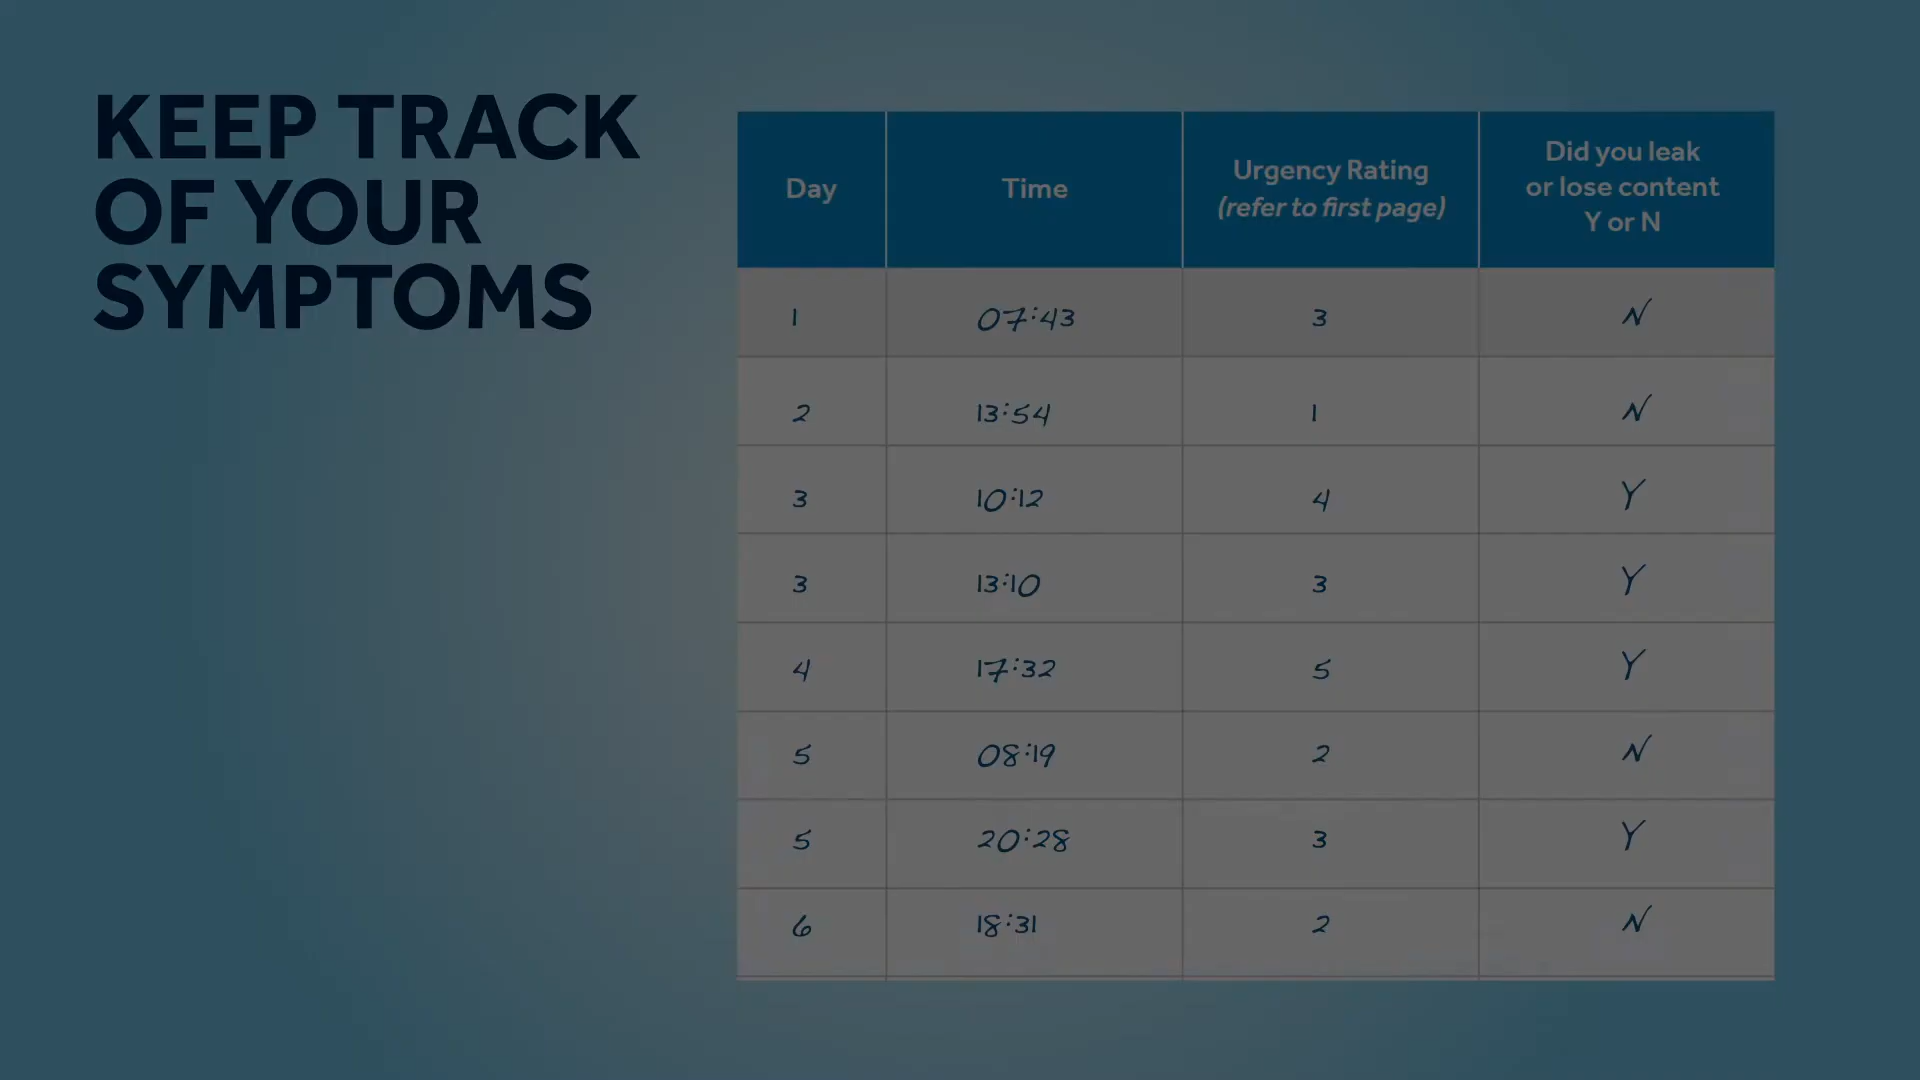 KEEP TRACK
OF YOUR
SYMPTOMS
Day Time Urgency Rating (refer to first page) Did you leak or lose content Y or N
1 07:43 3 N
2 13:54 1 N
3 10:12 4 Y
3 13:10 3 Y
4 17:32 5 Y
5 08:19 2 N
5 20:28 3 Y
6 18:31 2 N